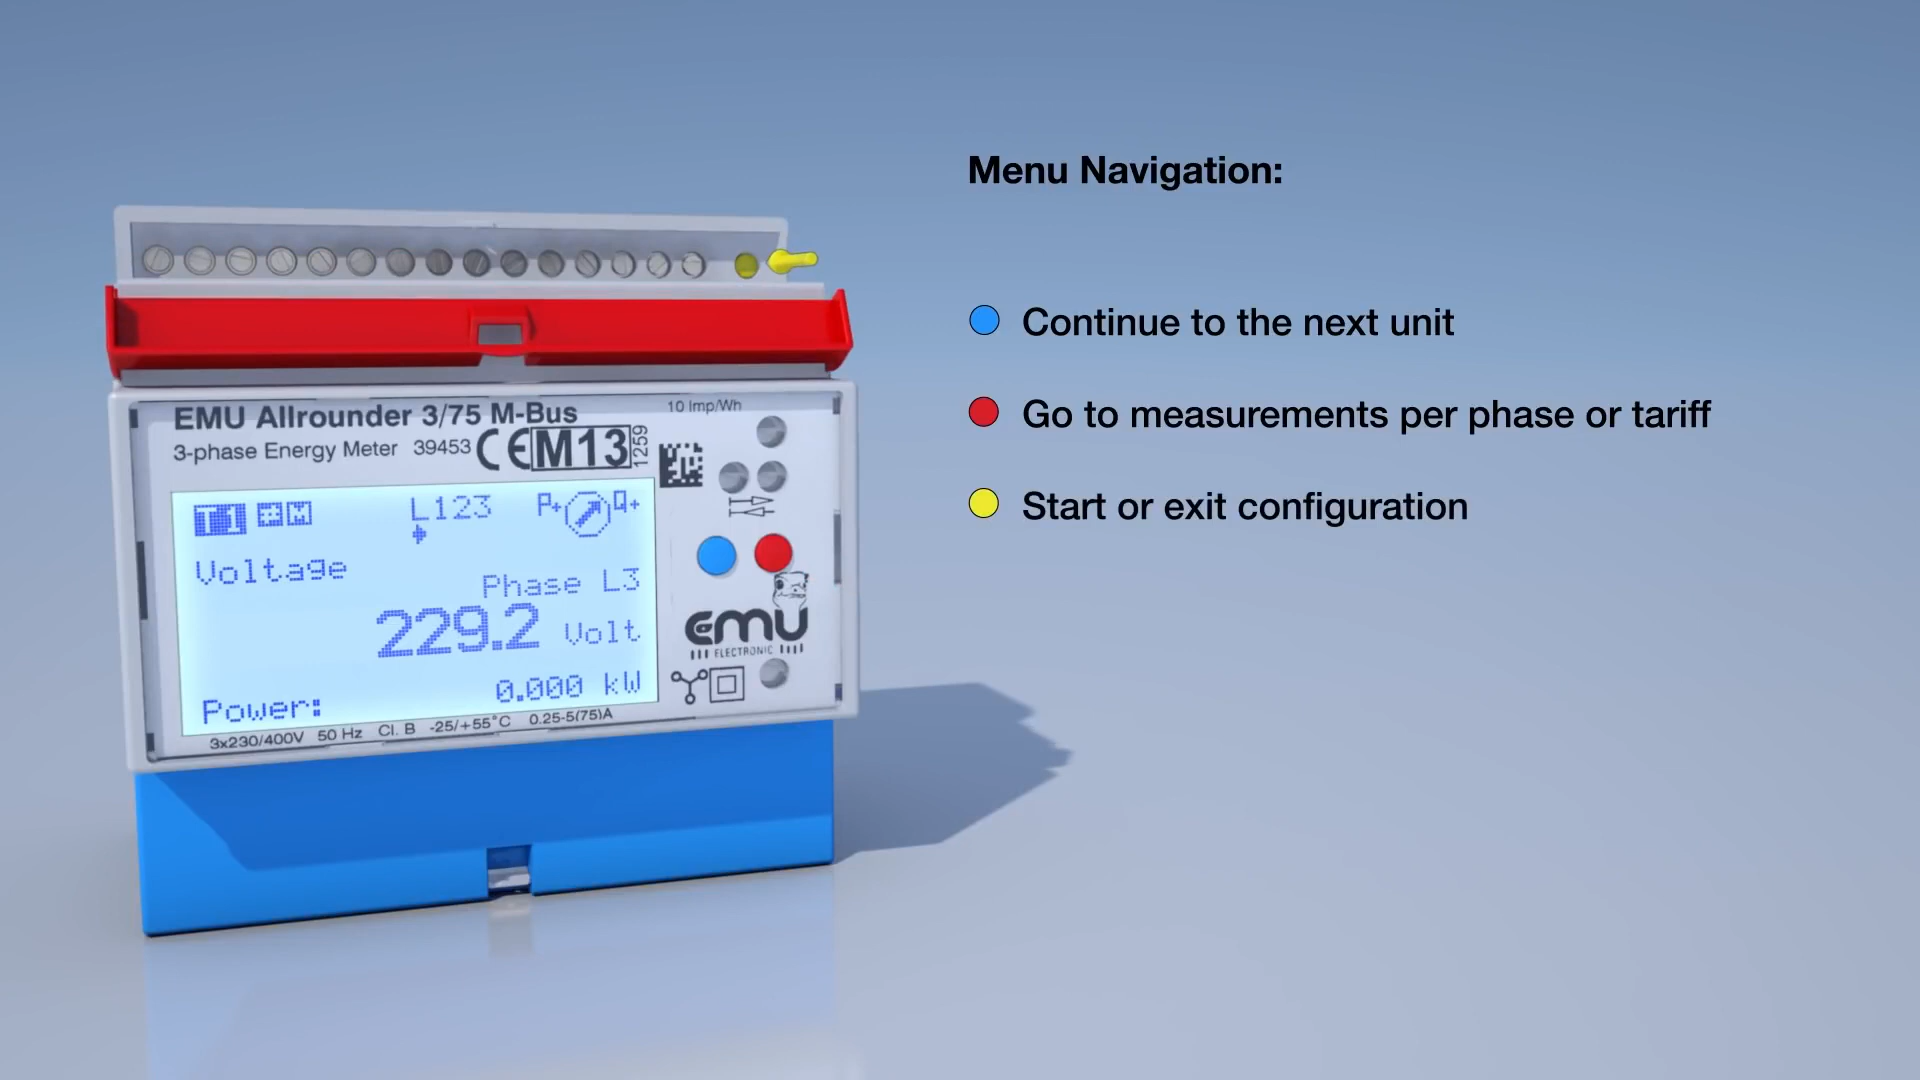 Menu Navigation:
Continue to the next unit
Go to measurements per phase or tariff
Start or exit configuration
EMU Allrounder 3/75 M-Bus
10 Imp/Wh
3-phase Energy Meter 39453 CE M13 1259
T1 M L123 P+ Q+
Voltage
Phase L3
229.2 Volt
Power: 0.000 kW
3x230/400V 50 Hz Cl. B -25/+55°C 0.25-5(75)A
emu
ELECTRONIC